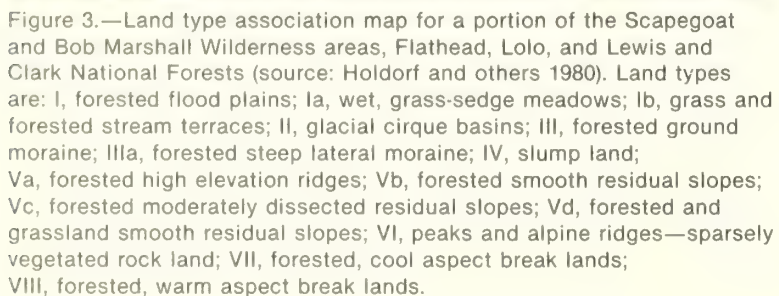 Figure 3.—Land type association map for a portion of the Scapegoat
and Bob Marshall Wilderness areas, Flathead, Lolo, and Lewis and
Clark National Forests (source: Holdorf and others 1980). Land types
are: I, forested flood plains; Ia, wet, grass-sedge meadows; Ib, grass and
forested stream terraces; II, glacial cirque basins; III, forested ground
moraine; IIIa, forested steep lateral moraine; IV, slump land;
Va, forested high elevation ridges; Vb, forested smooth residual slopes;
Vc, forested moderately dissected residual slopes; Vd, forested and
grassland smooth residual slopes; VI, peaks and alpine ridges—sparsely
vegetated rock land; VII, forested, cool aspect break lands;
VIII, forested, warm aspect break lands.